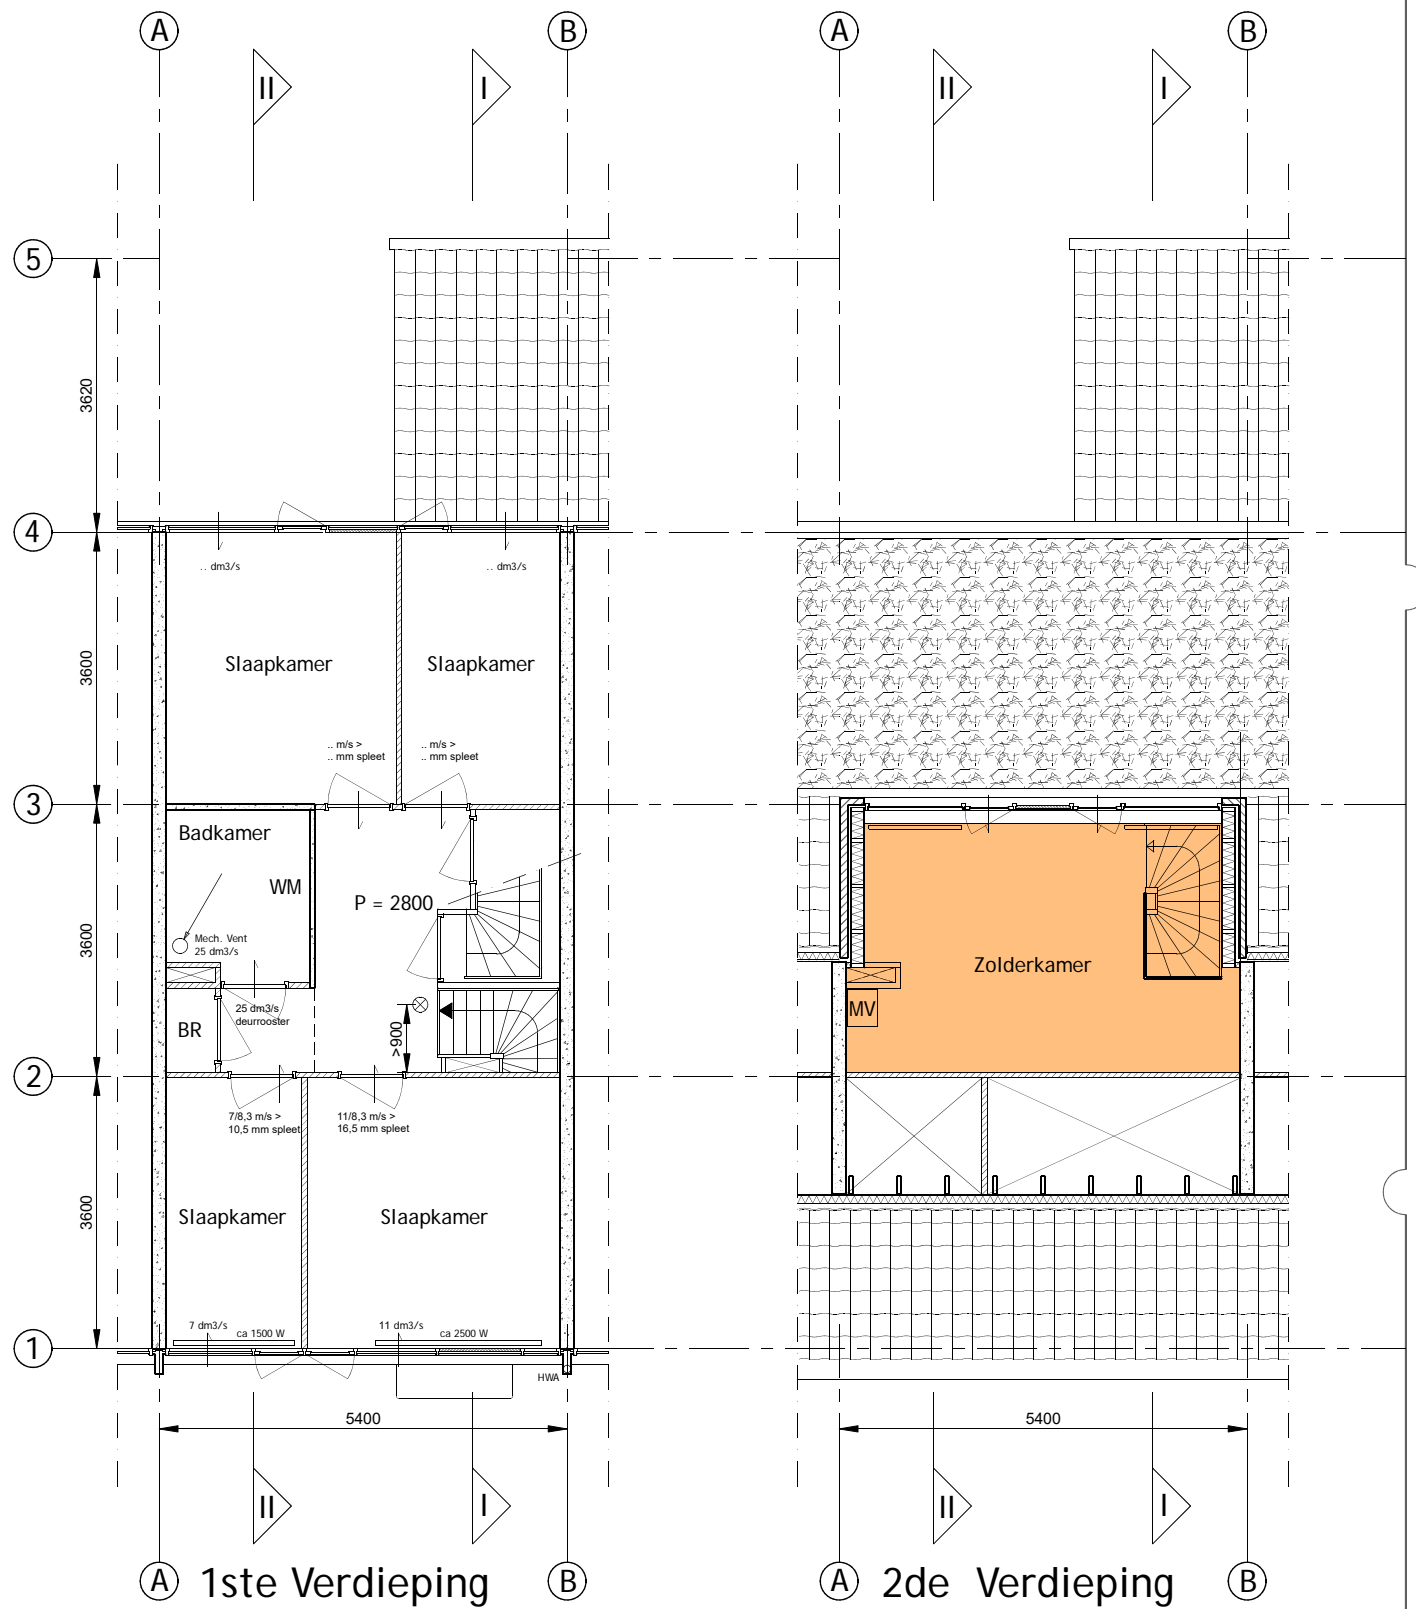 A
B
A
B
II
I
II
I
5
3620
4
.. dm3/s
.. dm3/s
Slaapkamer
Slaapkamer
3600
.. m/s >
.. mm spleet
.. m/s >
.. mm spleet
3
Badkamer
WM
P = 2800
3600
Mech. Vent
25 dm3/s
Zolderkamer
25 dm3/s
deurrooster
BR
>900
MV
2
7/8,3 m/s >
10,5 mm spleet
11/8,3 m/s >
16,5 mm spleet
3600
Slaapkamer
Slaapkamer
7 dm3/s
ca 1500 W
11 dm3/s
ca 2500 W
1
HWA
5400
5400
II
I
II
I
A
1ste Verdieping
B
A
2de Verdieping
B